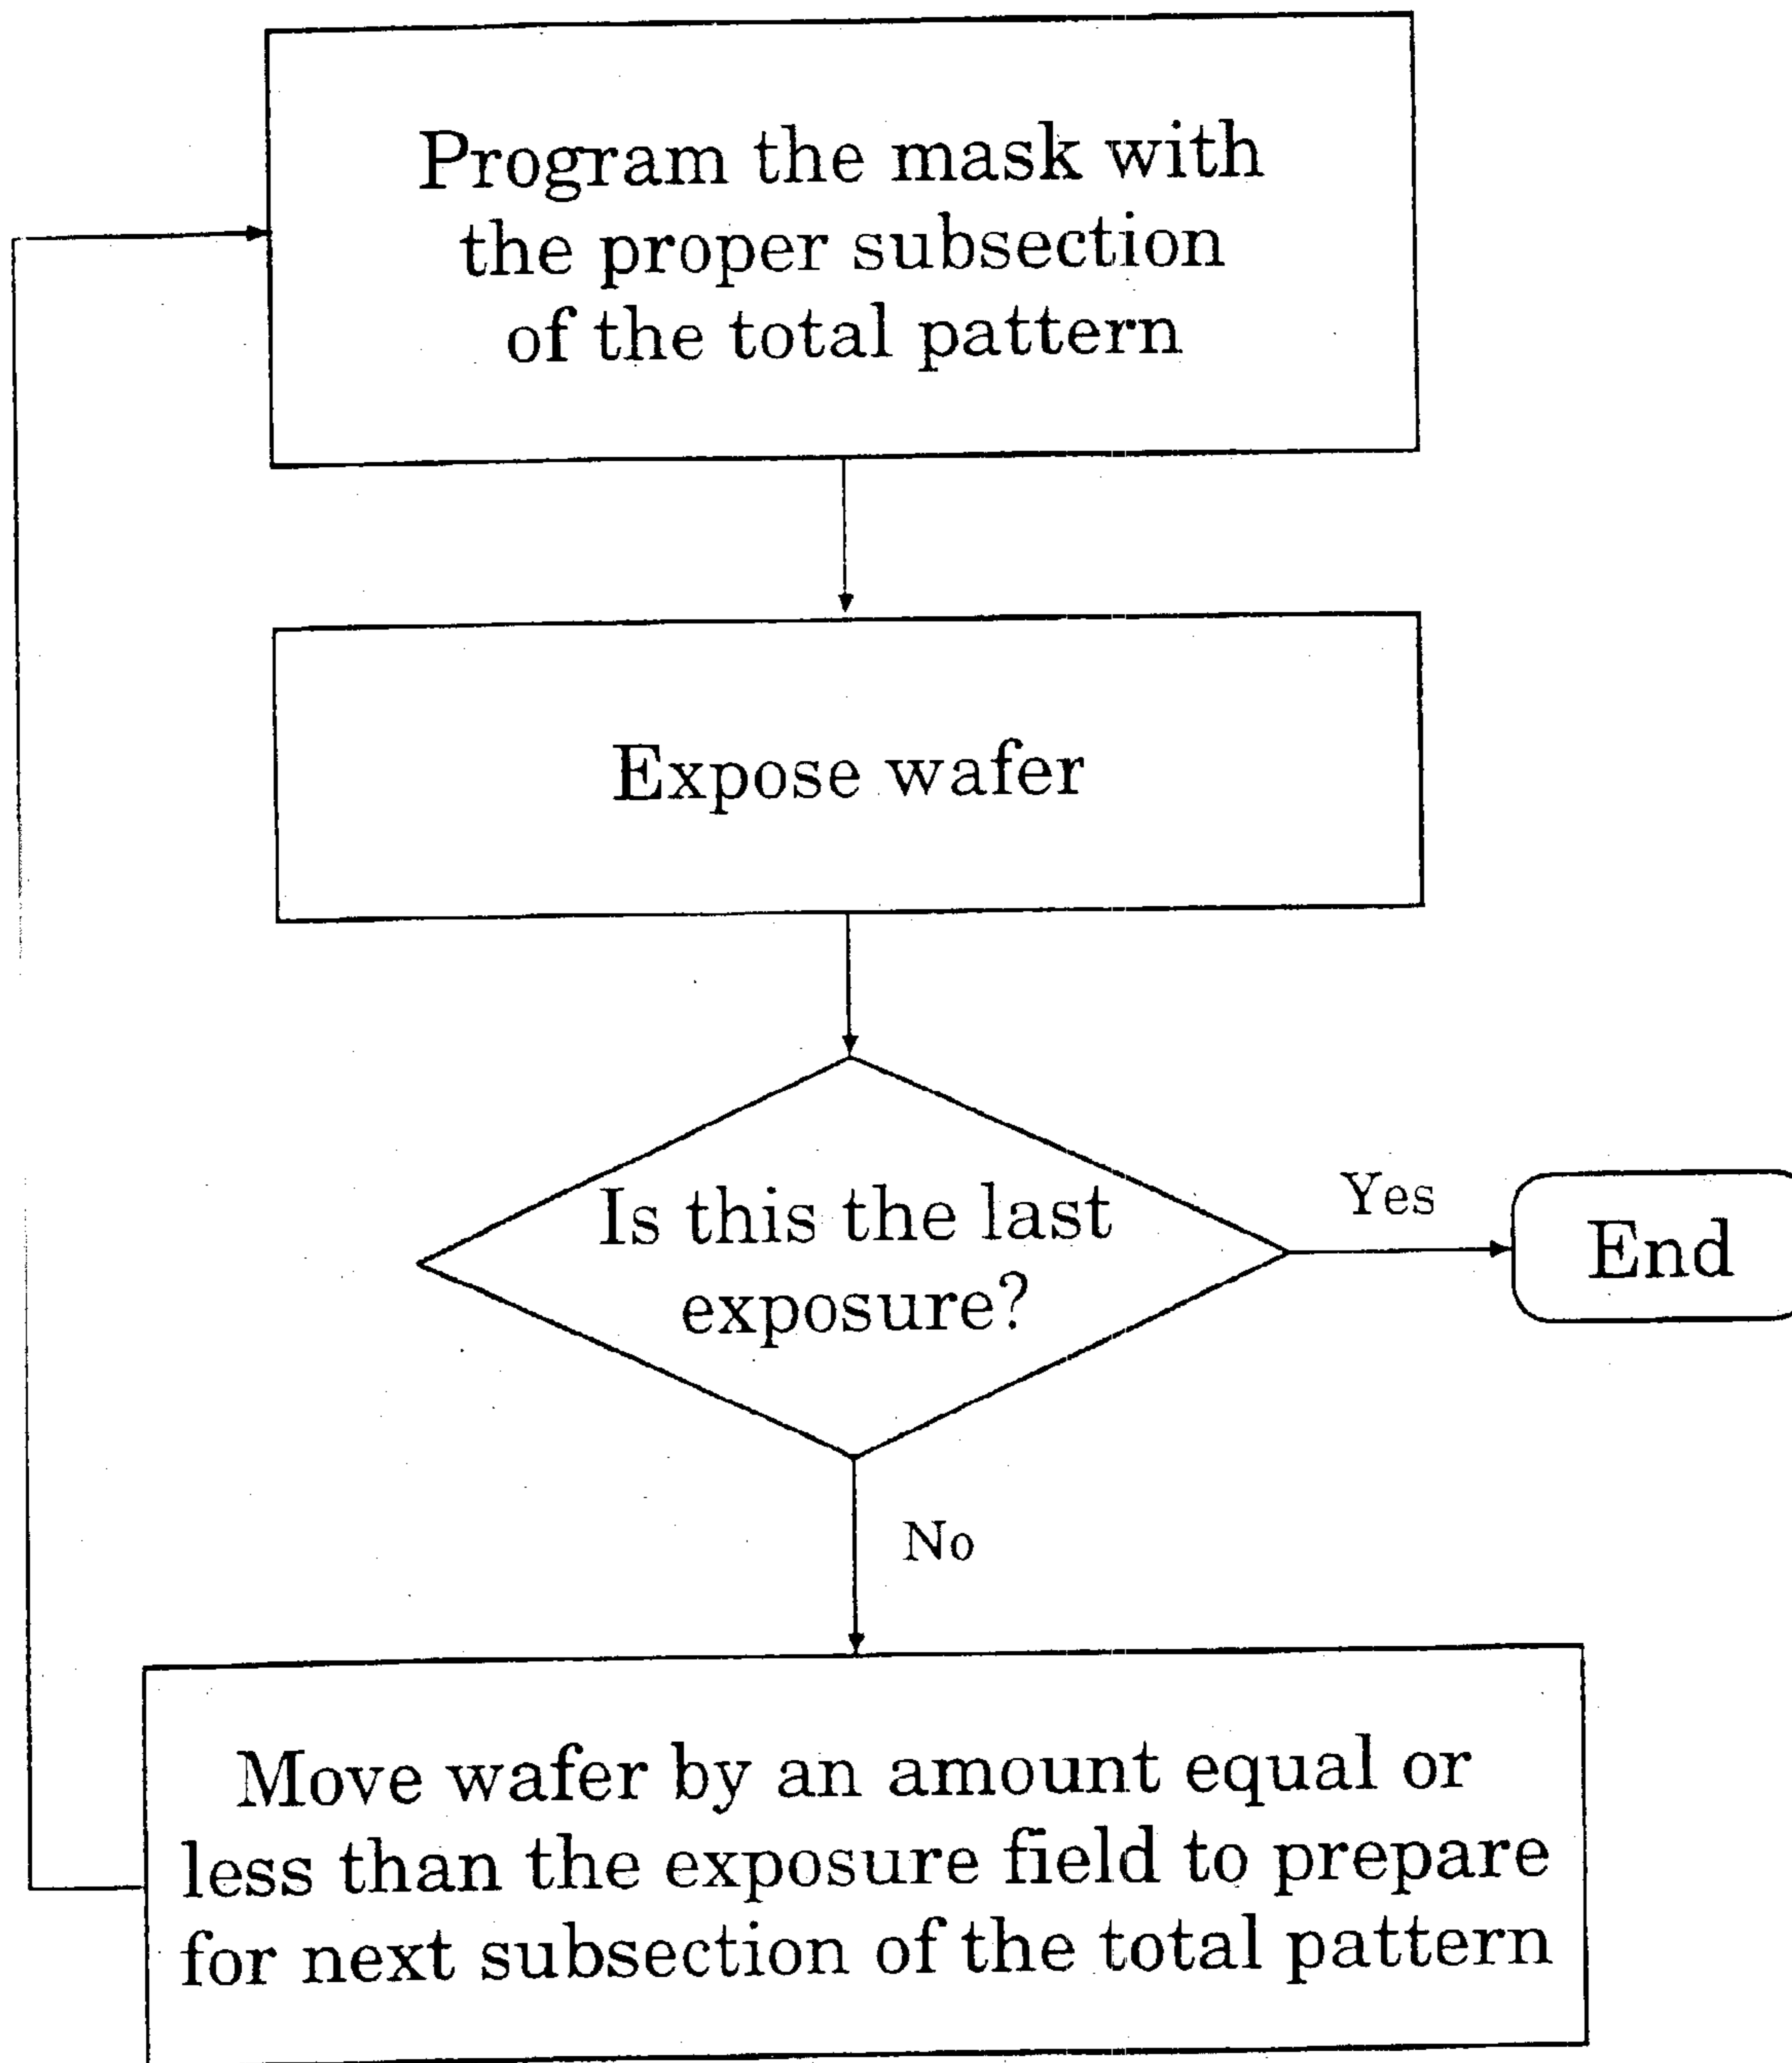 Program the mask with
the proper subsection
of the total pattern
Expose wafer
Is this the last
exposure?
Yes
End
No
Move wafer by an amount equal or
less than the exposure field to prepare
for next subsection of the total pattern